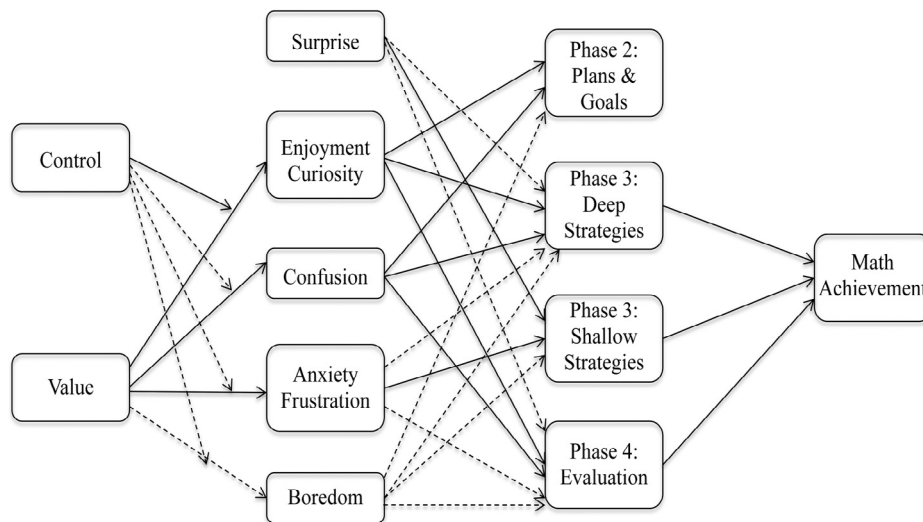 Surprise
Phase 2:
Plans &
Goals
Control
Enjoyment
Curiosity
Phase 3:
Deep
Strategies
Confusion
Math
Achievement
Phase 3:
Shallow
Strategies
Value
Anxiety
Frustration
Phase 4:
Evaluation
Boredom